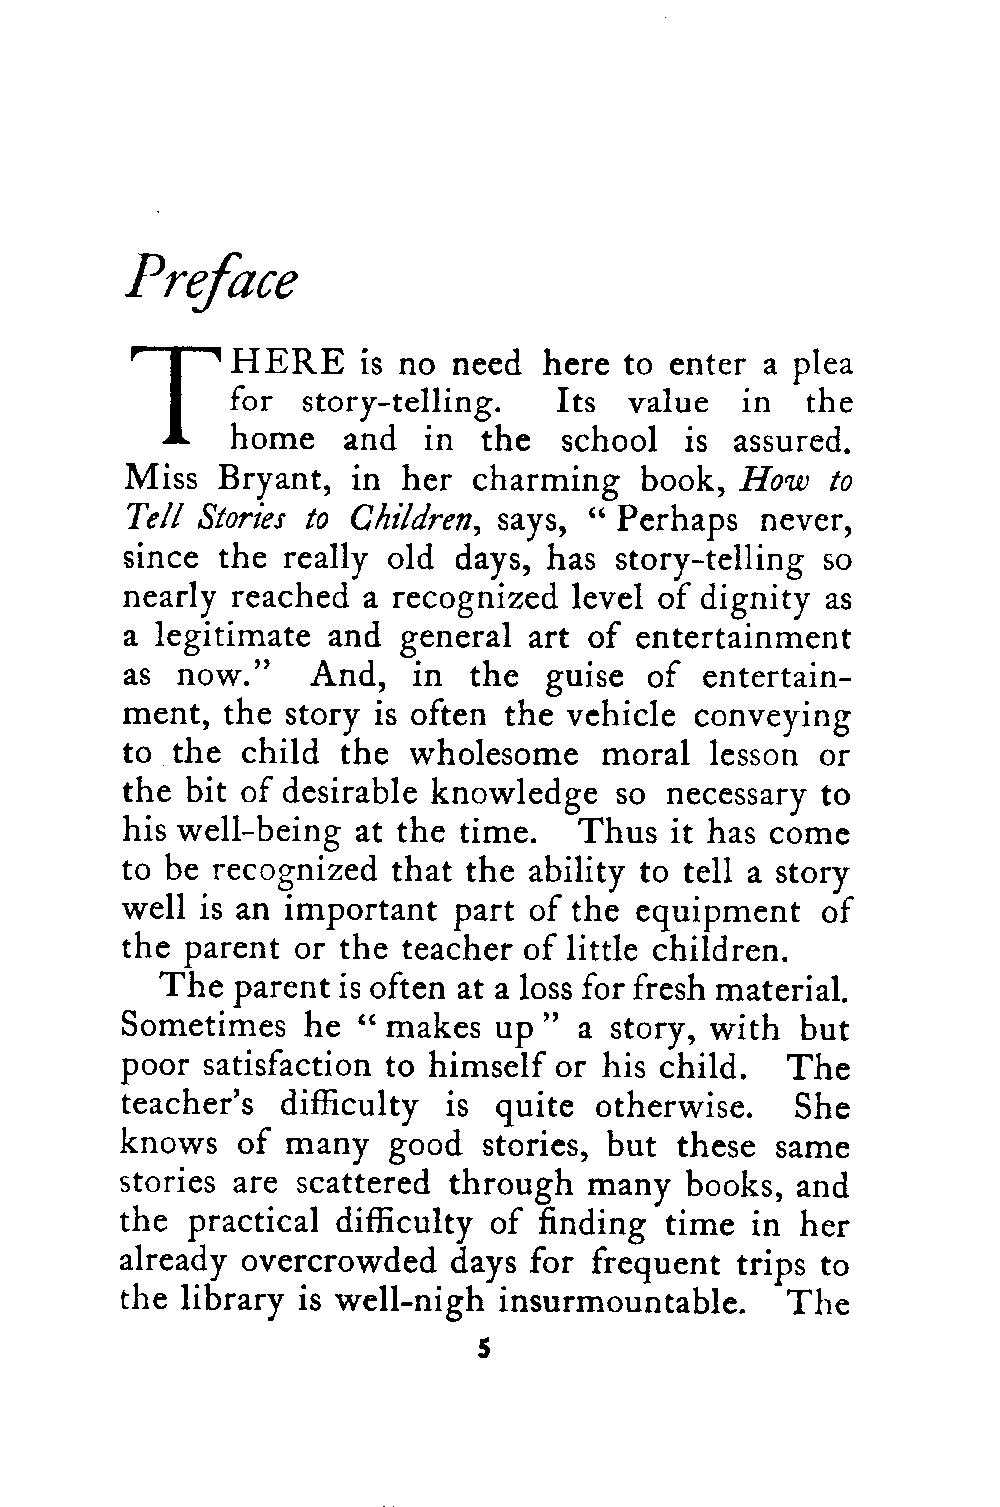 Preface
THERE is no need here to enter a plea
for story-telling. Its value in the
home and in the school is assured.
Miss Bryant, in her charming book, How to
Tell Stories to Children, says, “ Perhaps never,
since the really old days, has story-telling so
nearly reached a recognized level of dignity as
a legitimate and general art of entertainment
as now.” And, in the guise of entertain-
ment, the story is often the vehicle conveying
to the child the wholesome moral lesson or
the bit of desirable knowledge so necessary to
his well-being at the time. Thus it has come
to be recognized that the ability to tell a story
well is an important part of the equipment of
the parent or the teacher of little children.
The parent is often at a loss for fresh material.
Sometimes he “ makes up ” a story, with but
poor satisfaction to himself or his child. The
teacher’s difficulty is quite otherwise. She
knows of many good stories, but these same
stories are scattered through many books, and
the practical difficulty of finding time in her
already overcrowded days for frequent trips to
the library is well-nigh insurmountable. The
5